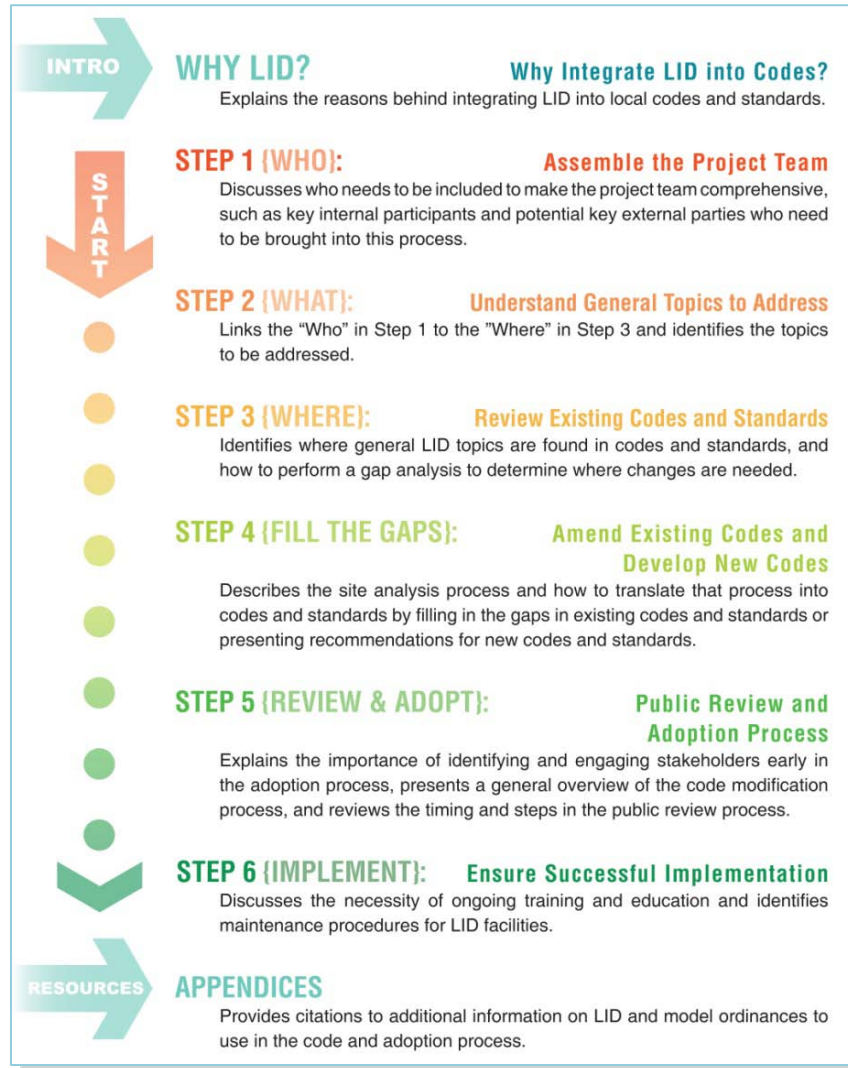 INTRO
WHY LID? Why Integrate LID into Codes?
Explains the reasons behind integrating LID into local codes and standards.
START
STEP 1 {WHO}: Assemble the Project Team
Discusses who needs to be included to make the project team comprehensive,
such as key internal participants and potential key external parties who need
to be brought into this process.
STEP 2 {WHAT}: Understand General Topics to Address
Links the “Who” in Step 1 to the ”Where” in Step 3 and identifies the topics
to be addressed.
STEP 3 {WHERE}: Review Existing Codes and Standards
Identifies where general LID topics are found in codes and standards, and
how to perform a gap analysis to determine where changes are needed.
STEP 4 {FILL THE GAPS}: Amend Existing Codes and
Develop New Codes
Describes the site analysis process and how to translate that process into
codes and standards by filling in the gaps in existing codes and standards or
presenting recommendations for new codes and standards.
STEP 5 {REVIEW & ADOPT}: Public Review and
Adoption Process
Explains the importance of identifying and engaging stakeholders early in
the adoption process, presents a general overview of the code modification
process, and reviews the timing and steps in the public review process.
STEP 6 {IMPLEMENT}: Ensure Successful Implementation
Discusses the necessity of ongoing training and education and identifies
maintenance procedures for LID facilities.
RESOURCES
APPENDICES
Provides citations to additional information on LID and model ordinances to
use in the code and adoption process.